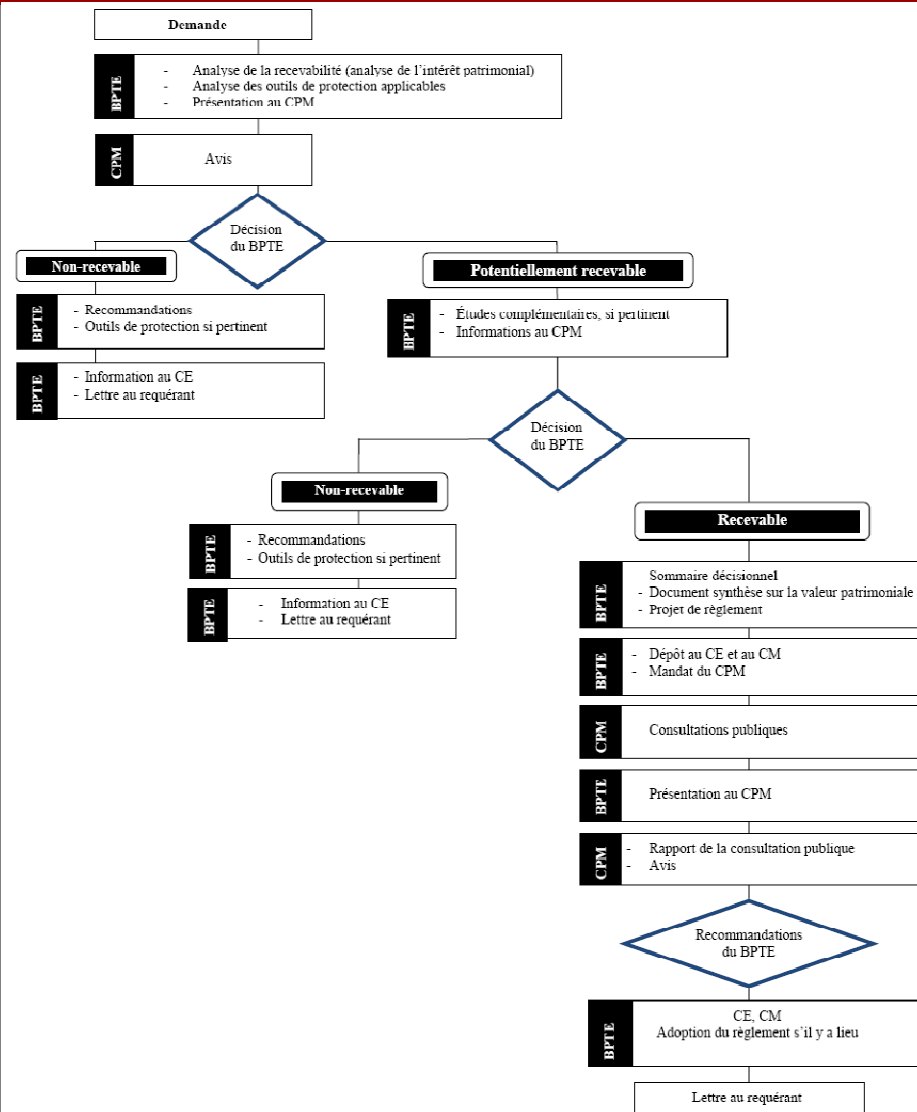 Demande
BPTE
- Analyse de la recevabilité (analyse de l'intérêt patrimonial)
- Analyse des outils de protection applicables
- Présentation au CPM
CPM
Avis
Décision
du BPTE
Non-recevable
BPTE
- Recommandations
- Outils de protection si pertinent
BPTE
- Information au CE
- Lettre au requérant
Potentiellement recevable
BPTE
- Études complémentaires, si pertinent
- Informations au CPM
Décision
du BPTE
Non-recevable
BPTE
- Recommandations
- Outils de protection si pertinent
BPTE
- Information au CE
- Lettre au requérant
Recevable
BPTE
Sommaire décisionnel
- Document synthèse sur la valeur patrimoniale
- Projet de règlement
BPTE
- Dépôt au CE et au CM
- Mandat du CPM
CPM
Consultations publiques
BPTE
Présentation au CPM
CPM
- Rapport de la consultation publique
- Avis
Recommandations
du BPTE
BPTE
CE, CM
Adoption du règlement s'il y a lieu
Lettre au requérant